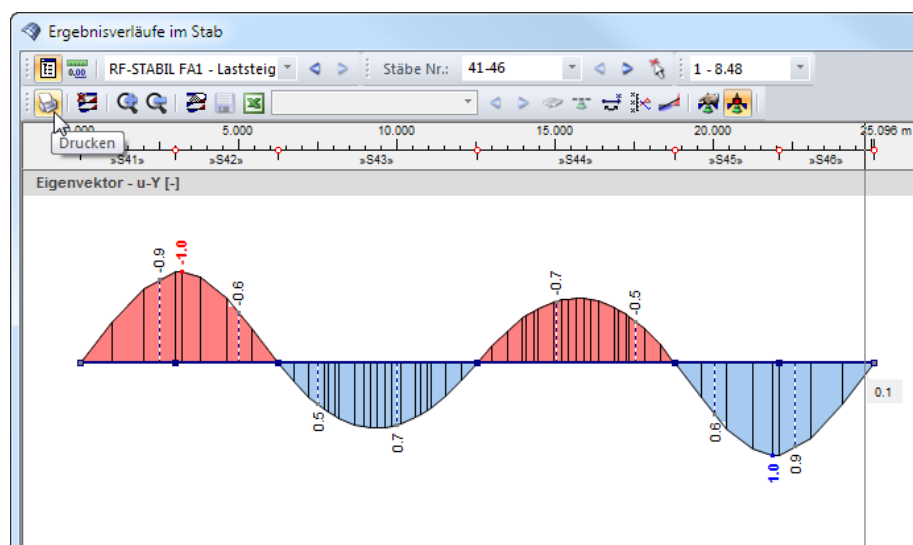 Ergebnisverläufe im Stab
0,00 RF-STABIL FA1 - Laststeig Stäbe Nr.: 41-46 1 - 8.48
5.000 10.000 15.000 20.000 25.096 m
Drucken
»S41» »S42» »S43» »S44» »S45» »S46»
Eigenvektor - u-Y [-]
-0.9 -1.0 -0.6 -0.7 -0.5
0.5 0.7 0.6 1.0 0.9
0.1